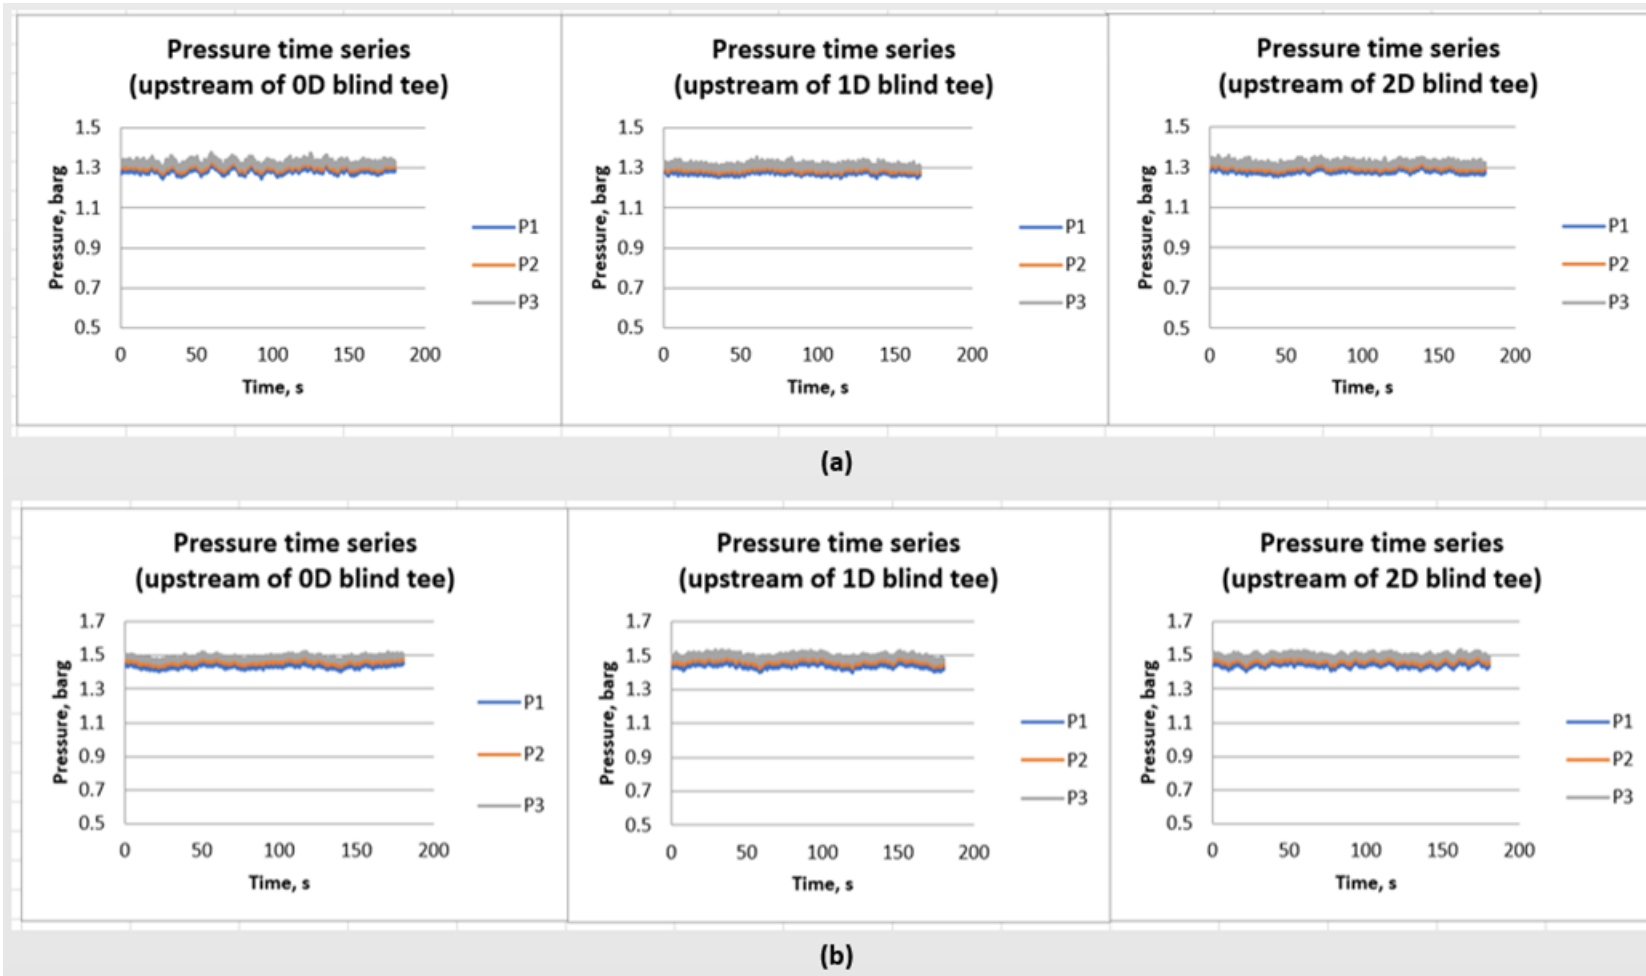 Pressure time series
(upstream of 0D blind tee)
1.5
1.3
1.1
0.9
0.7
0.5
Pressure, barg
0 50 100 150 200
Time, s
P1
P2
P3
Pressure time series
(upstream of 1D blind tee)
1.5
1.3
1.1
0.9
0.7
0.5
Pressure, barg
0 50 100 150 200
Time, s
P1
P2
P3
Pressure time series
(upstream of 2D blind tee)
1.5
1.3
1.1
0.9
0.7
0.5
Pressure, barg
0 50 100 150 200
Time, s
P1
P2
P3
(a)
Pressure time series
(upstream of 0D blind tee)
1.7
1.5
1.3
1.1
0.9
0.7
0.5
Pressure, barg
0 50 100 150 200
Time, s
P1
P2
P3
Pressure time series
(upstream of 1D blind tee)
1.7
1.5
1.3
1.1
0.9
0.7
0.5
Pressure, barg
0 50 100 150 200
Time, s
P1
P2
P3
Pressure time series
(upstream of 2D blind tee)
1.7
1.5
1.3
1.1
0.9
0.7
0.5
Pressure, barg
0 50 100 150 200
Time, s
P1
P2
P3
(b)